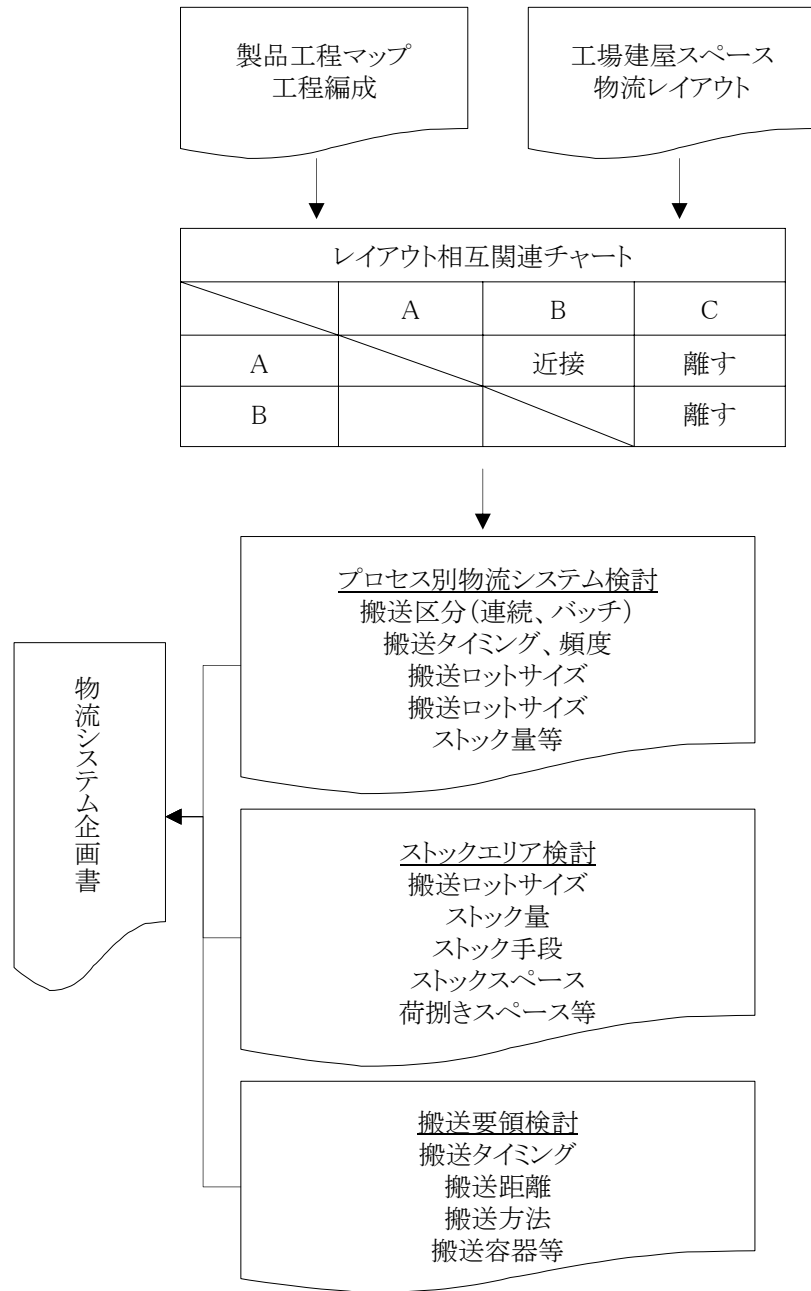 製品工程マップ
工程編成
工場建屋スペース
物流レイアウト
レイアウト相互関連チャート
A B C
A 近接 離す
B 離す
プロセス別物流システム検討
搬送区分(連続、バッチ)
搬送タイミング、頻度
搬送ロットサイズ
搬送ロットサイズ
ストック量等
物流システム企画書
ストックエリア検討
搬送ロットサイズ
ストック量
ストック手段
ストックスペース
荷捌きスペース等
搬送要領検討
搬送タイミング
搬送距離
搬送方法
搬送容器等